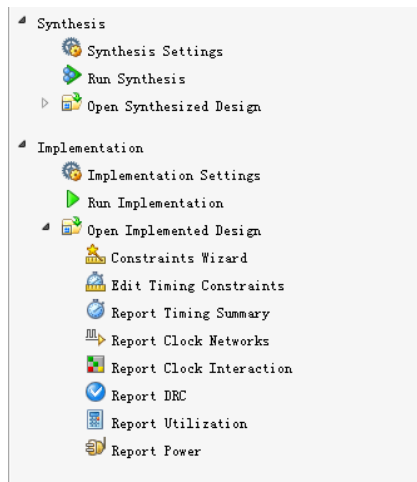 Synthesis
Synthesis Settings
Run Synthesis
Open Synthesized Design
Implementation
Implementation Settings
Run Implementation
Open Implemented Design
Constraints Wizard
Edit Timing Constraints
Report Timing Summary
Report Clock Networks
Report Clock Interaction
Report DRC
Report Utilization
Report Power